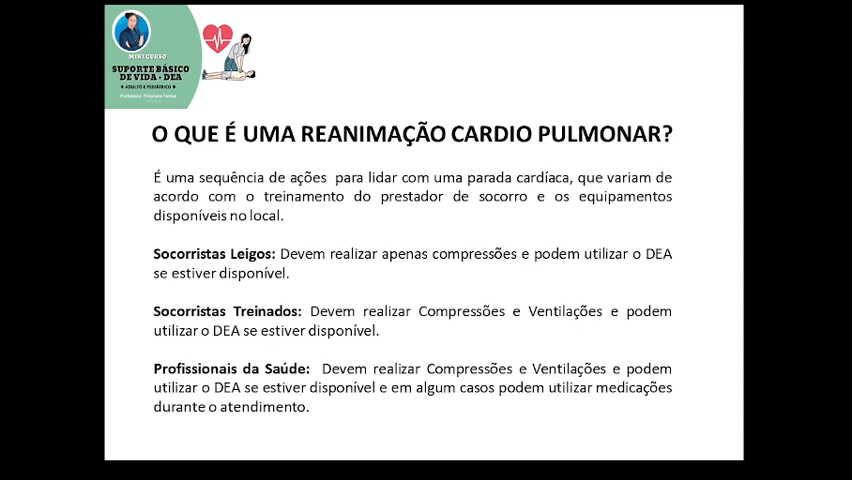 MINI CURSO
SUPORTE BÁSICO
DE VIDA - DEA
ADULTO E PEDIÁTRICO
O QUE É UMA REANIMAÇÃO CARDIO PULMONAR?
É uma sequência de ações para lidar com uma parada cardíaca, que variam de
acordo com o treinamento do prestador de socorro e os equipamentos
disponíveis no local.
Socorristas Leigos: Devem realizar apenas compressões e podem utilizar o DEA
se estiver disponível.
Socorristas Treinados: Devem realizar Compressões e Ventilações e podem
utilizar o DEA se estiver disponível.
Profissionais da Saúde: Devem realizar Compressões e Ventilações e podem
utilizar o DEA se estiver disponível e em algum casos podem utilizar medicações
durante o atendimento.